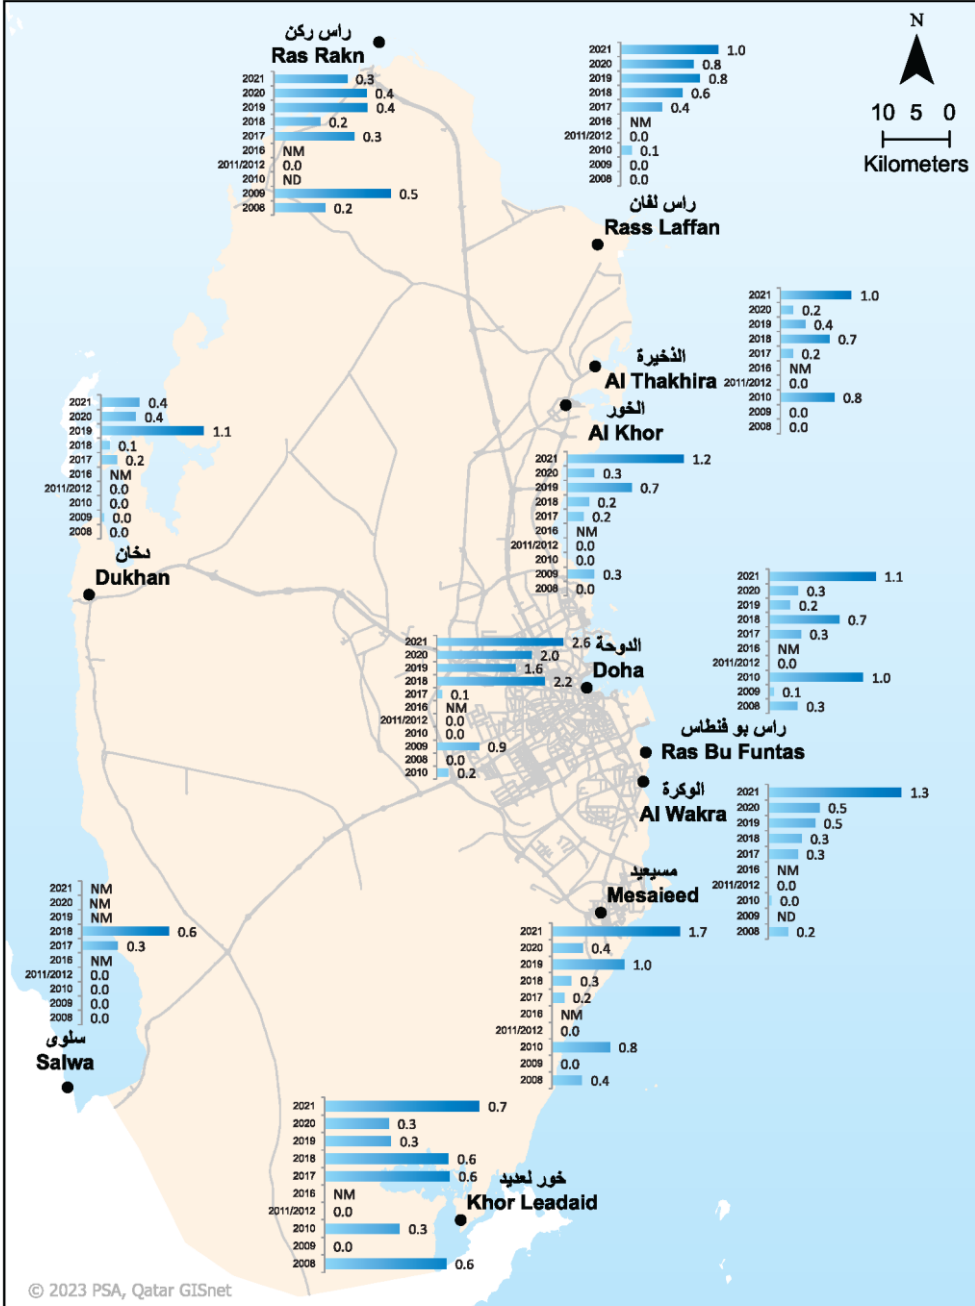 راس ركن
Ras Rakn
2021 0.3
2020 0.4
2019 0.4
2018 0.2
2017 0.3
2016 NM
2011/2012 0.0
2010 ND
2009 0.5
2008 0.2
2021 1.0
2020 0.8
2019 0.8
2018 0.6
2017 0.4
2016 NM
2011/2012 0.0
2010 0.1
2009 0.0
2008 0.0
N
10 5 0
Kilometers
راس لفان
Rass Laffan
2021 1.0
2020 0.2
2019 0.4
2018 0.7
2017 0.2
2016 NM
2011/2012 0.0
2010 0.8
2009 0.0
2008 0.0
الذخيرة
Al Thakhira
الخور
Al Khor
2021 1.2
2020 0.3
2019 0.7
2018 0.2
2017 0.2
2016 NM
2011/2012 0.0
2010 0.0
2009 0.3
2008 0.0
2021 0.4
2020 0.4
2019 1.1
2018 0.1
2017 0.2
2016 NM
2011/2012 0.0
2010 0.0
2009 0.0
2008 0.0
دخان
Dukhan
2021 2.6
2020 2.0
2019 1.6
2018 2.2
2017 0.1
2016 NM
2011/2012 0.0
2010 0.0
2009 0.9
2008 0.0
2010 0.2
الدوحة
Doha
2021 1.1
2020 0.3
2019 0.2
2018 0.7
2017 0.3
2016 NM
2011/2012 0.0
2010 1.0
2009 0.1
2008 0.3
راس بو فنطاس
Ras Bu Funtas
الوكرة
Al Wakra
2021 1.3
2020 0.5
2019 0.5
2018 0.3
2017 0.3
2016 NM
2011/2012 0.0
2010 0.0
2009 ND
2008 0.2
مسيعيد
Mesaieed
2021 1.7
2020 0.4
2019 1.0
2018 0.3
2017 0.2
2016 NM
2011/2012 0.0
2010 0.8
2009 0.0
2008 0.4
2021 NM
2020 NM
2019 NM
2018 0.6
2017 0.3
2016 NM
2011/2012 0.0
2010 0.0
2009 0.0
2008 0.0
سلوى
Salwa
2021 0.7
2020 0.3
2019 0.3
2018 0.6
2017 0.6
2016 NM
2011/2012 0.0
2010 0.3
2009 0.0
2008 0.6
خور لعديد
Khor Leadaid
© 2023 PSA, Qatar GISnet